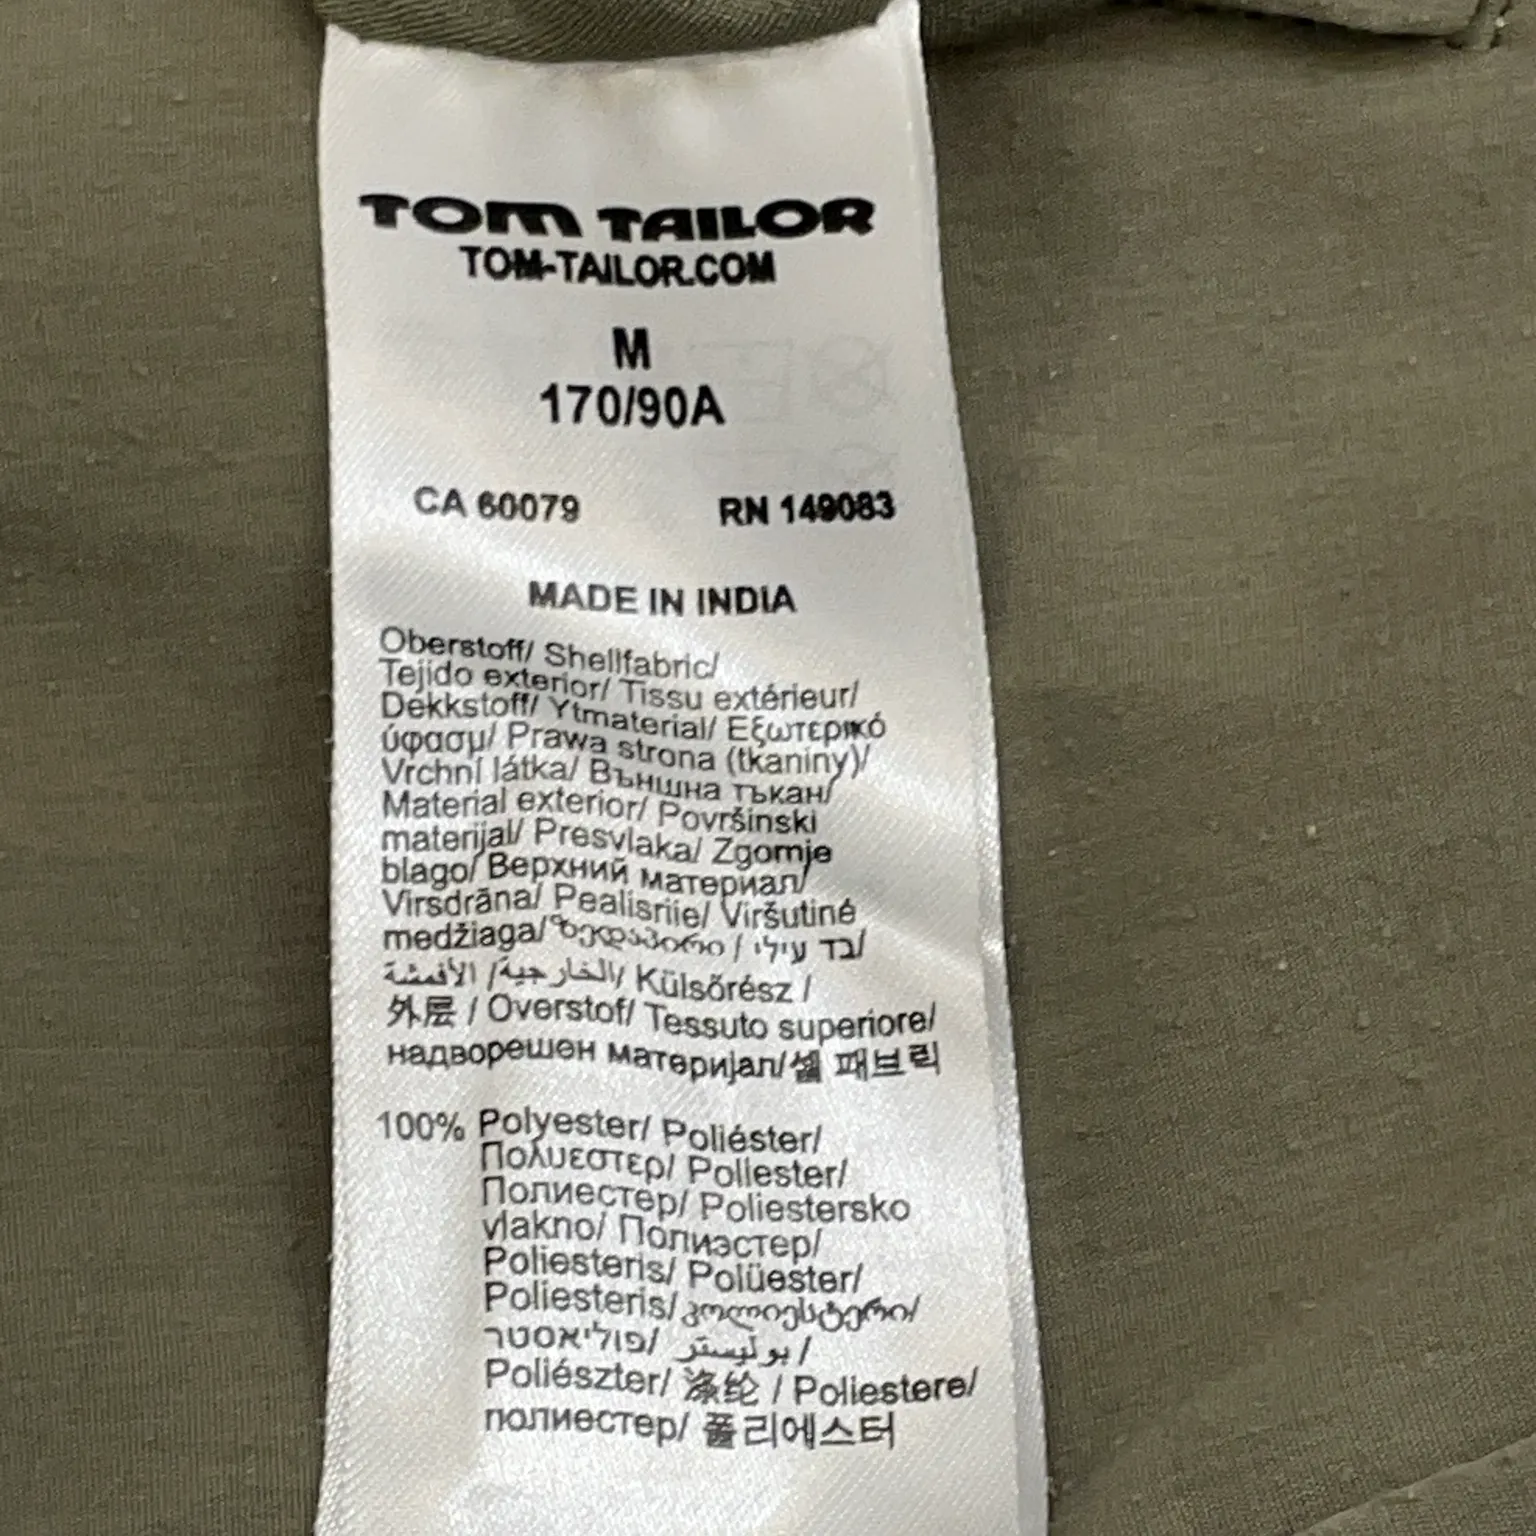 TOM TAILOR
TOM-TAILOR.COM
M
170/90A
CA 60079 RN 149083
MADE IN INDIA
Oberstoff/ Shellfabric/
Tejido exterior/ Tissu extérieur/
Dekkstoff/ Ytmaterial/ Εξωτερικό
ύφασμ/ Prawa strona (tkaniny)/
Vrchní látka/ Външна тъкан/
Material exterior/ Površinski
materijal/ Presvlaka/ Zgornje
blago/ Верхний материал/
Virsdrāna/ Pealisriie/ Viršutinė
medžiaga/ ზედაპირი / בד עילי/
الخارجية/ الأقمشة/ Külsőrész /
外层 / Overstof/ Tessuto superiore/
надворешен материјал/셸 패브릭
100% Polyester/ Poliéster/
Πολυεστερ/ Poliester/
Полиестер/ Poliestersko
vlakno/ Полиэстер/
Poliesteris/ Polüester/
Poliesteris/ პოლიესტერი/
פוליאסטר/ بوليستر /
Poliészter/ 涤纶 / Poliestere/
полиестер/ 폴리에스터